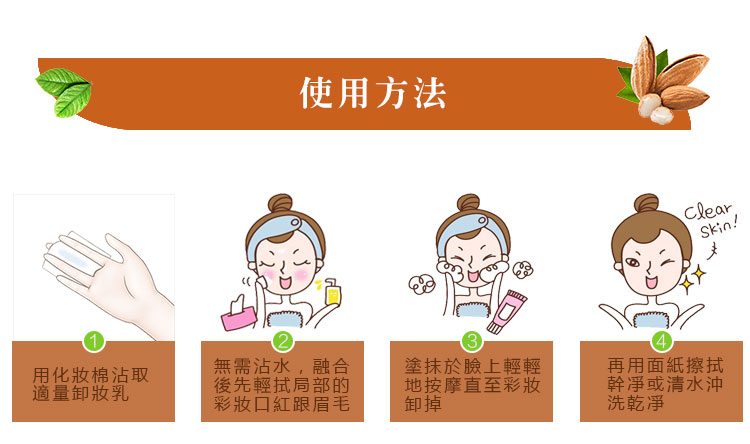 使用方法
Clear
skin!
1
用化妝棉沾取
適量卸妝乳
2
無需沾水，融合
後先輕拭局部的
彩妝口紅跟眉毛
3
塗抹於臉上輕輕
地按摩直至彩妝
卸掉
4
再用面紙擦拭
幹淨或清水沖
洗乾淨